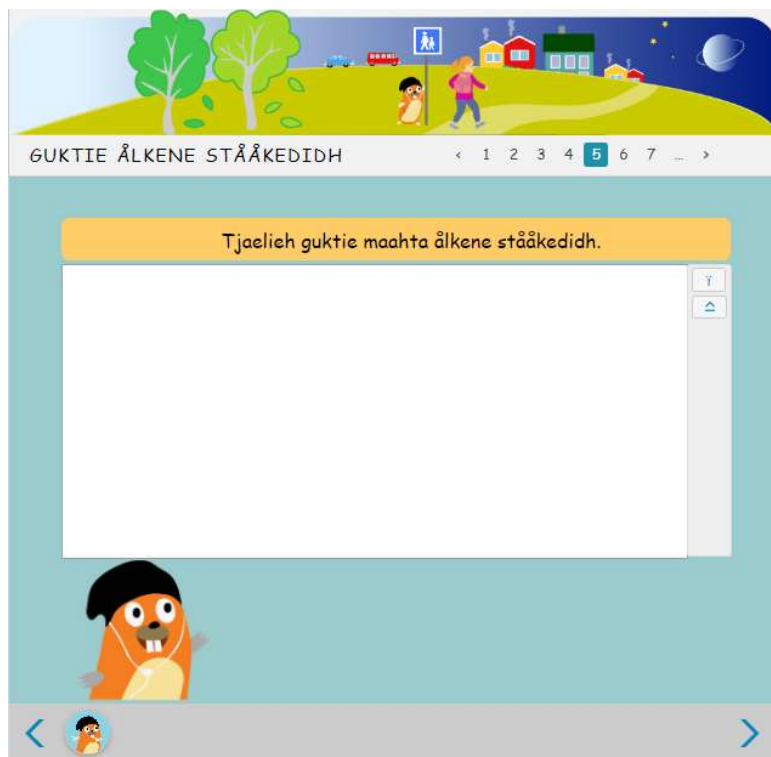 GUKTIE ÅLKENE STÅÅKEDIDH
‹ 1 2 3 4 5 6 7 … ›
Tjaelieh guktie maahta ålkene stååkedidh.
ï